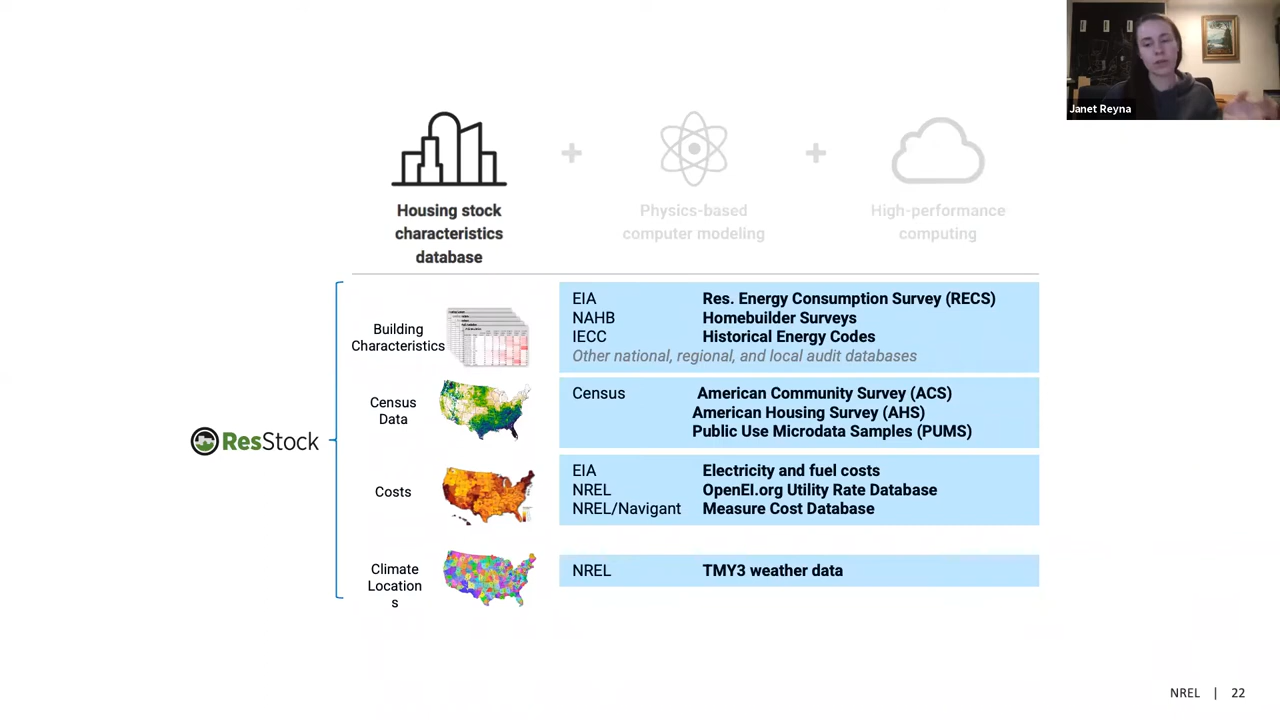 Janet Reyna
+ +
Housing stock
characteristics
database
Physics-based
computer modeling
High-performance
computing
ResStock
Building
Characteristics
EIA Res. Energy Consumption Survey (RECS)
NAHB Homebuilder Surveys
IECC Historical Energy Codes
Other national, regional, and local audit databases
Census
Data
Census American Community Survey (ACS)
American Housing Survey (AHS)
Public Use Microdata Samples (PUMS)
Costs
EIA Electricity and fuel costs
NREL OpenEI.org Utility Rate Database
NREL/Navigant Measure Cost Database
Climate
Location
s
NREL TMY3 weather data
NREL | 22